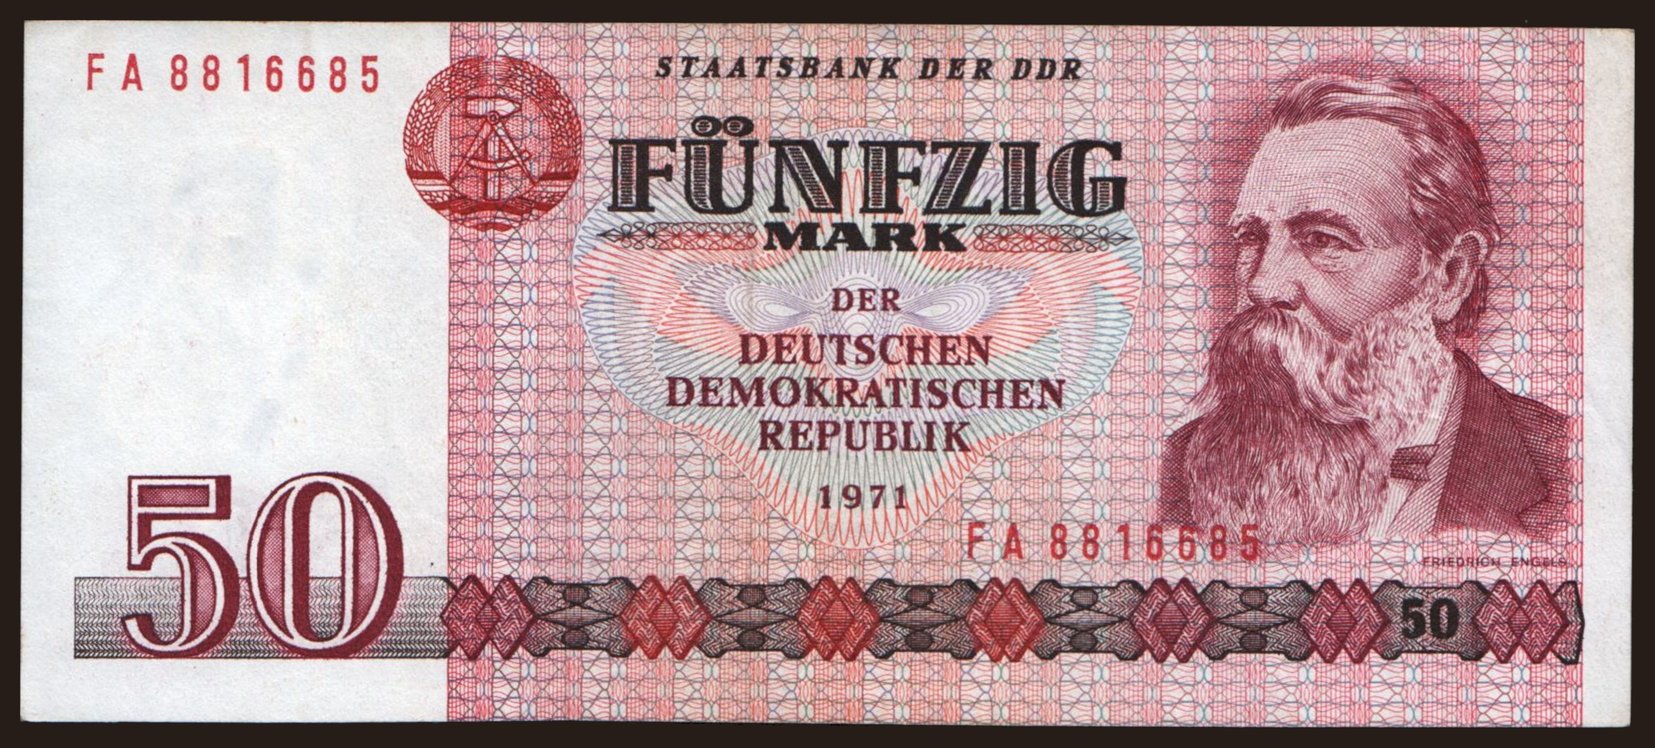 FA 8816685
STAATSBANK DER DDR
FÜNFZIG
MARK
DER
DEUTSCHEN
DEMOKRATISCHEN
REPUBLIK
1971
FA 8816685
FRIEDRICH ENGELS
50
50